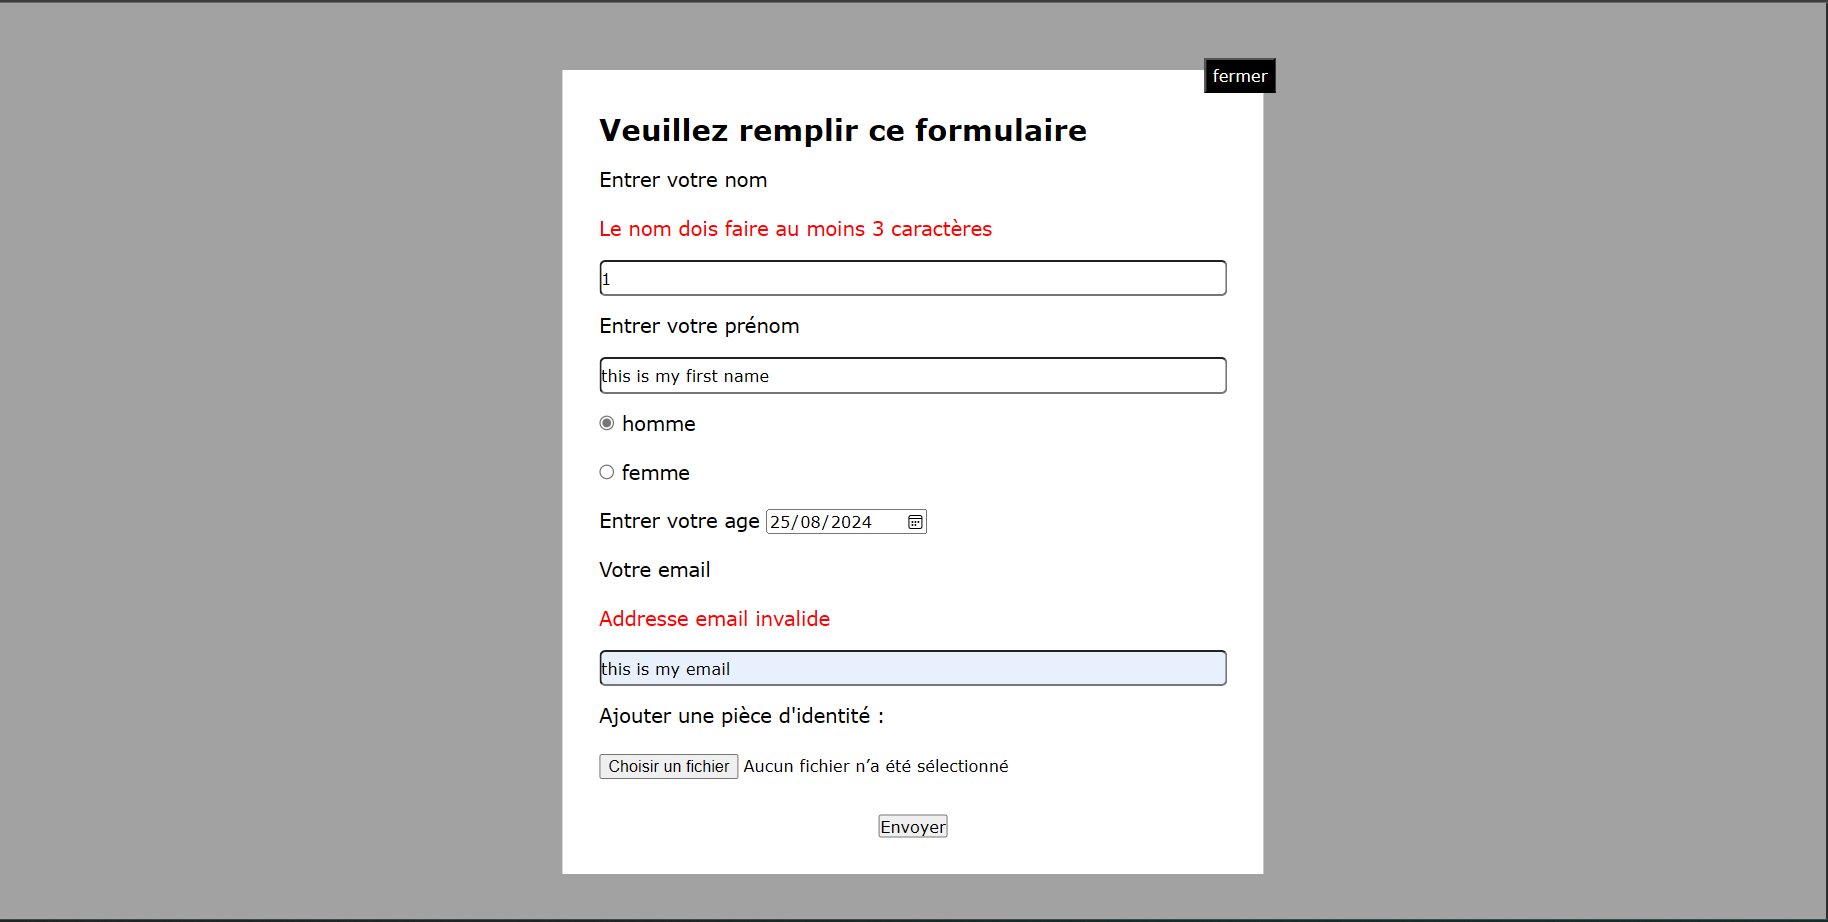 fermer
Veuillez remplir ce formulaire
Entrer votre nom
Le nom dois faire au moins 3 caractères
1
Entrer votre prénom
this is my first name
homme
femme
Entrer votre age 25/08/2024
Votre email
Addresse email invalide
this is my email
Ajouter une pièce d'identité :
Choisir un fichier Aucun fichier n’a été sélectionné
Envoyer